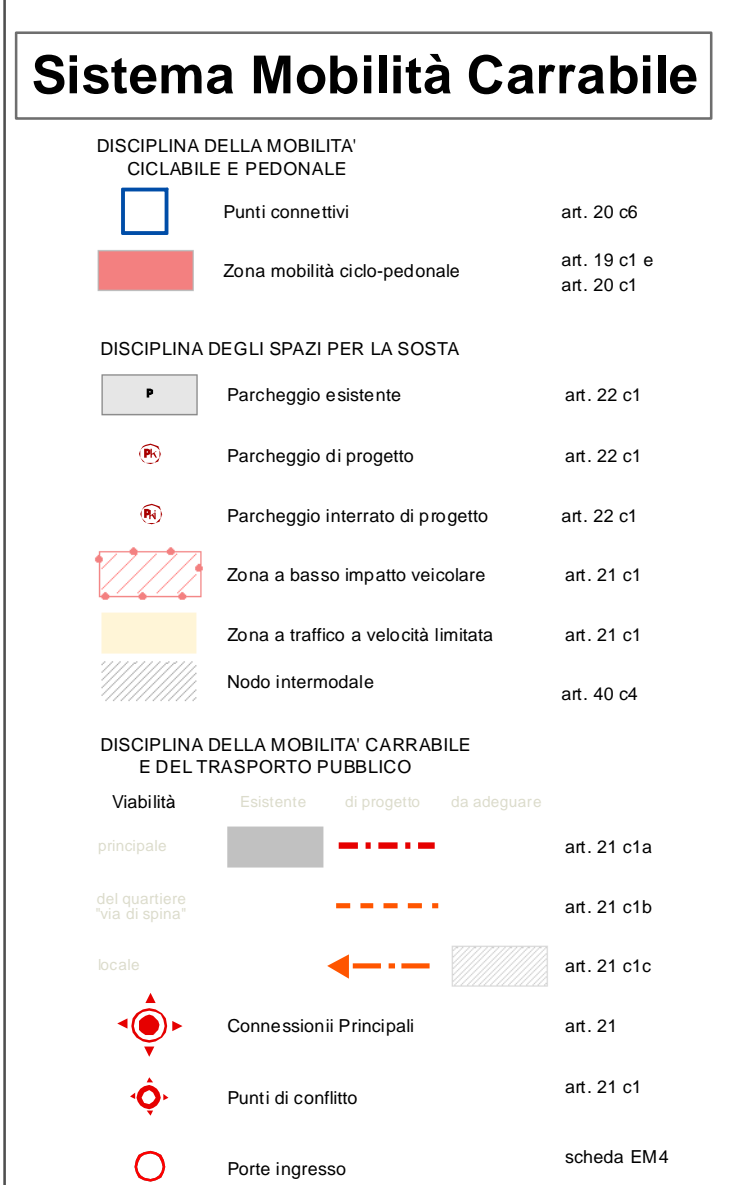 Sistema Mobilità Carrabile
DISCIPLINA DELLA MOBILITA'
CICLABILE E PEDONALE
Punti connettivi art. 20 c6
Zona mobilità ciclo-pedonale art. 19 c1 e
art. 20 c1
DISCIPLINA DEGLI SPAZI PER LA SOSTA
P Parcheggio esistente art. 22 c1
Parcheggio di progetto art. 22 c1
Parcheggio interrato di progetto art. 22 c1
Zona a basso impatto veicolare art. 21 c1
Zona a traffico a velocità limitata art. 21 c1
Nodo intermodale art. 40 c4
DISCIPLINA DELLA MOBILITA' CARRABILE
E DEL TRASPORTO PUBBLICO
Viabilità Esistente di progetto da adeguare
principale art. 21 c1a
del quartiere
"via di spina" art. 21 c1b
locale art. 21 c1c
Connessionii Principali art. 21
Punti di conflitto art. 21 c1
Porte ingresso scheda EM4